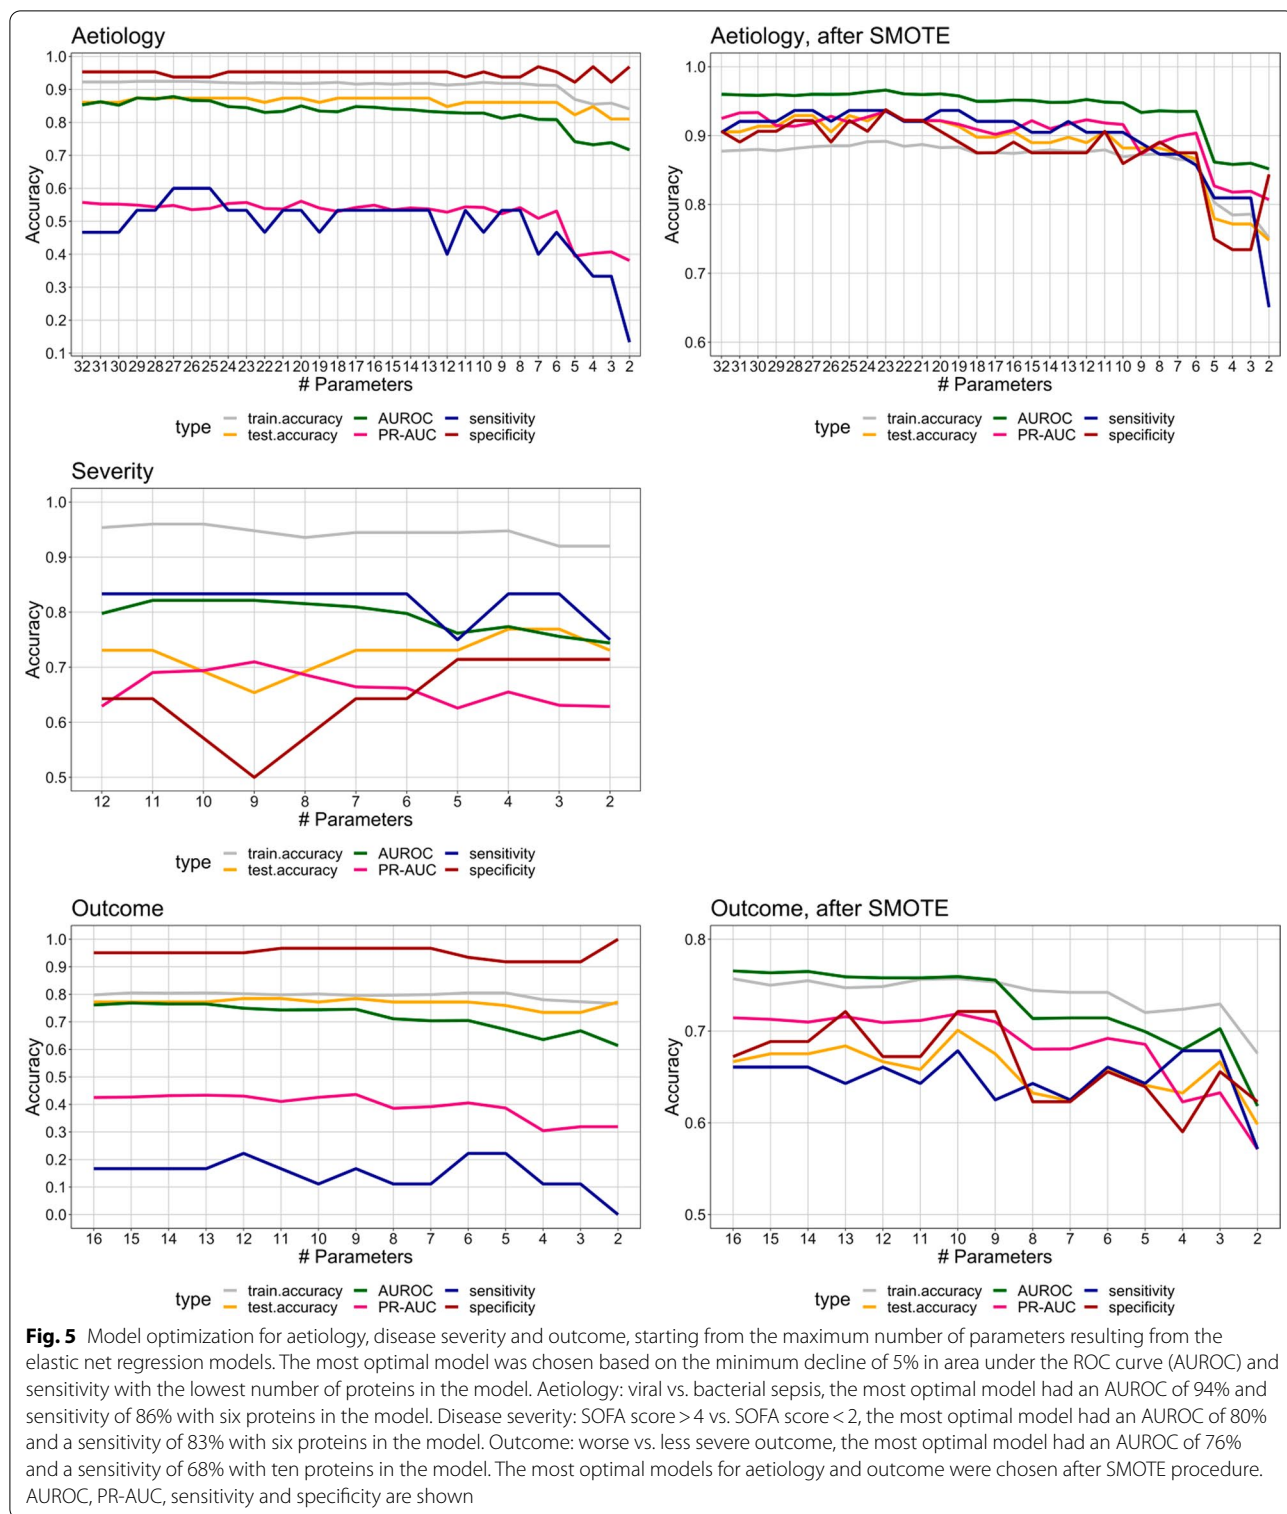 Aetiology
Accuracy
1.0
0.9
0.8
0.7
0.6
0.5
0.4
0.3
0.2
0.1
32 31 30 29 28 27 26 25 24 23 22 21 20 19 18 17 16 15 14 13 12 11 10 9 8 7 6 5 4 3 2
# Parameters
type train.accuracy AUROC sensitivity
test.accuracy PR-AUC specificity
Aetiology, after SMOTE
Accuracy
1.0
0.9
0.8
0.7
0.6
32 31 30 29 28 27 26 25 24 23 22 21 20 19 18 17 16 15 14 13 12 11 10 9 8 7 6 5 4 3 2
# Parameters
type train.accuracy AUROC sensitivity
test.accuracy PR-AUC specificity
Severity
Accuracy
1.0
0.9
0.8
0.7
0.6
0.5
12 11 10 9 8 7 6 5 4 3 2
# Parameters
type train.accuracy AUROC sensitivity
test.accuracy PR-AUC specificity
Outcome
Accuracy
1.0
0.9
0.8
0.7
0.6
0.5
0.4
0.3
0.2
0.1
0.0
16 15 14 13 12 11 10 9 8 7 6 5 4 3 2
# Parameters
type train.accuracy AUROC sensitivity
test.accuracy PR-AUC specificity
Outcome, after SMOTE
Accuracy
0.8
0.7
0.6
0.5
16 15 14 13 12 11 10 9 8 7 6 5 4 3 2
# Parameters
type train.accuracy AUROC sensitivity
test.accuracy PR-AUC specificity
Fig. 5 Model optimization for aetiology, disease severity and outcome, starting from the maximum number of parameters resulting from the
elastic net regression models. The most optimal model was chosen based on the minimum decline of 5% in area under the ROC curve (AUROC) and
sensitivity with the lowest number of proteins in the model. Aetiology: viral vs. bacterial sepsis, the most optimal model had an AUROC of 94% and
sensitivity of 86% with six proteins in the model. Disease severity: SOFA score > 4 vs. SOFA score < 2, the most optimal model had an AUROC of 80%
and a sensitivity of 83% with six proteins in the model. Outcome: worse vs. less severe outcome, the most optimal model had an AUROC of 76%
and a sensitivity of 68% with ten proteins in the model. The most optimal models for aetiology and outcome were chosen after SMOTE procedure.
AUROC, PR-AUC, sensitivity and specificity are shown